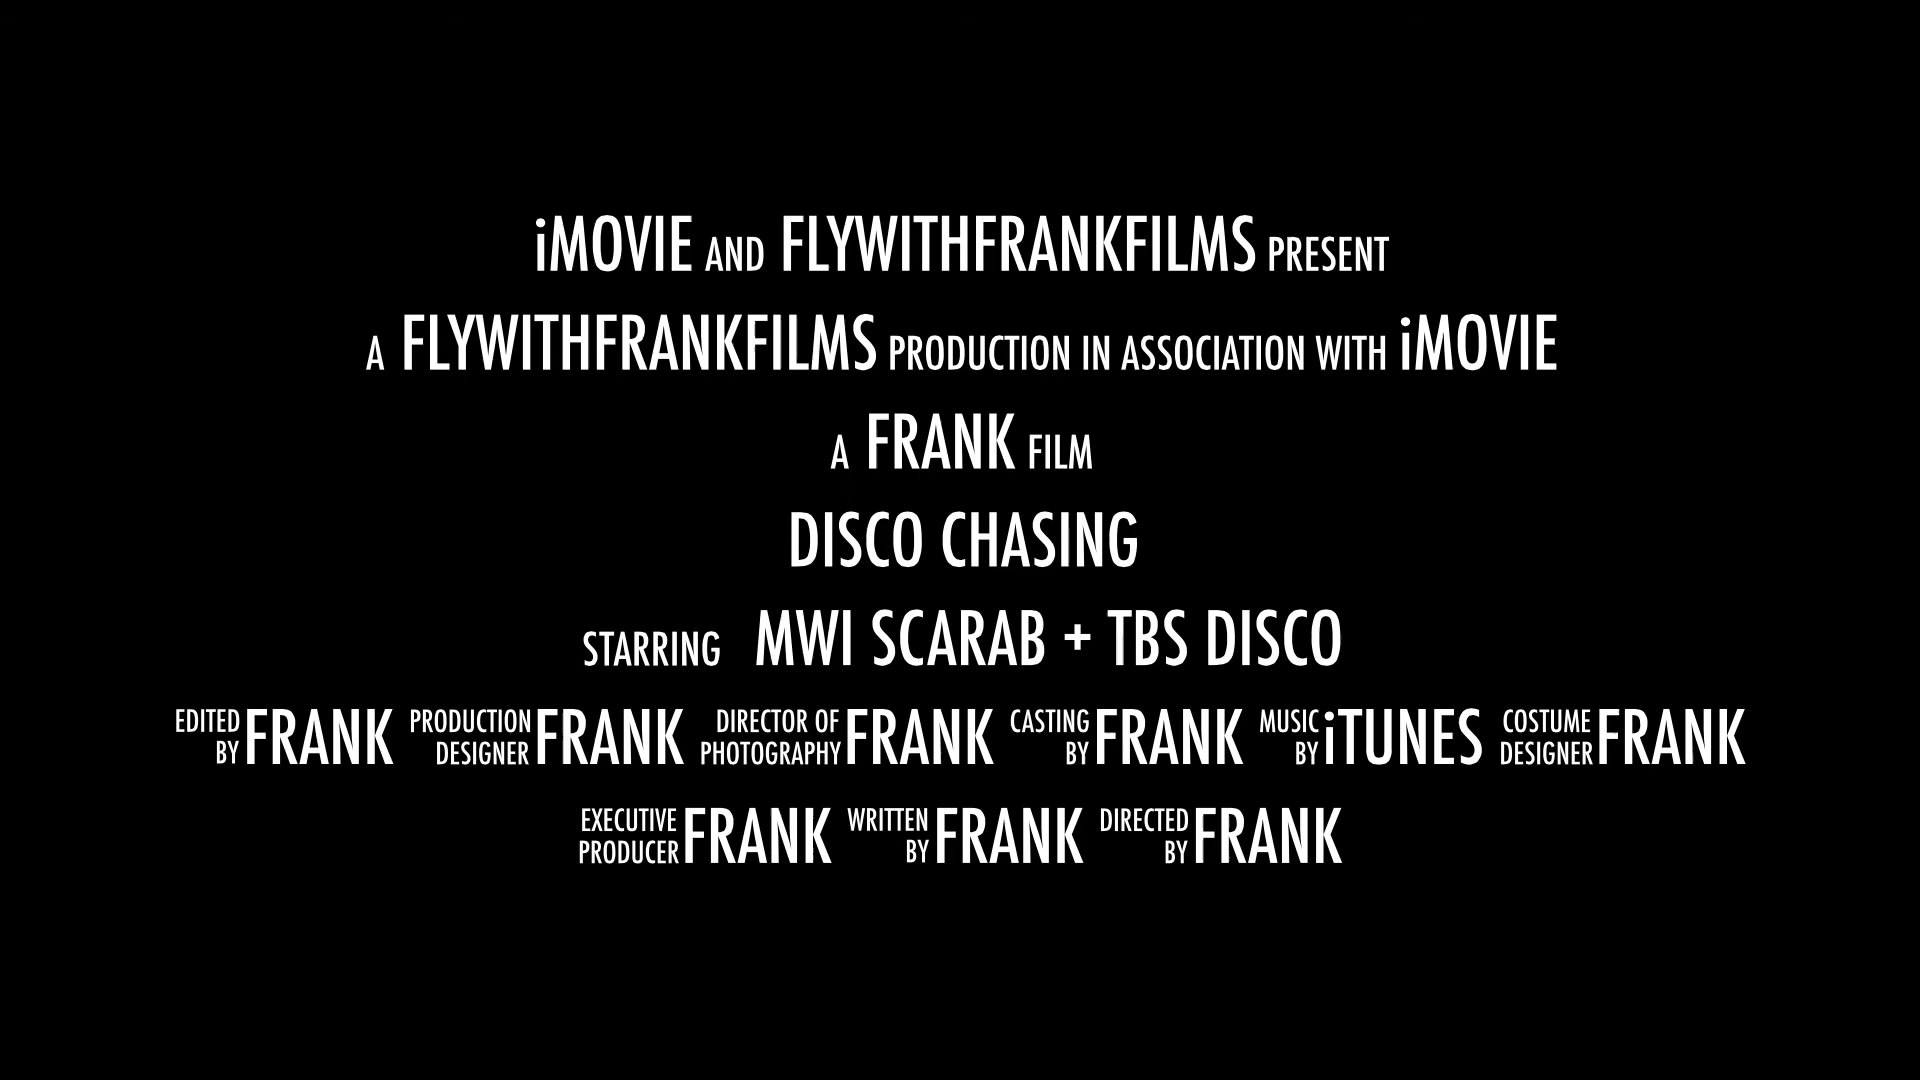 iMOVIE AND FLYWITHFRANKFILMS PRESENT
A FLYWITHFRANKFILMS PRODUCTION IN ASSOCIATION WITH iMOVIE
A FRANK FILM
DISCO CHASING
STARRING MWI SCARAB + TBS DISCO
EDITED BY FRANK PRODUCTION DESIGNER FRANK DIRECTOR OF PHOTOGRAPHY FRANK CASTING BY FRANK MUSIC BY iTUNES COSTUME DESIGNER FRANK
EXECUTIVE PRODUCER FRANK WRITTEN BY FRANK DIRECTED BY FRANK